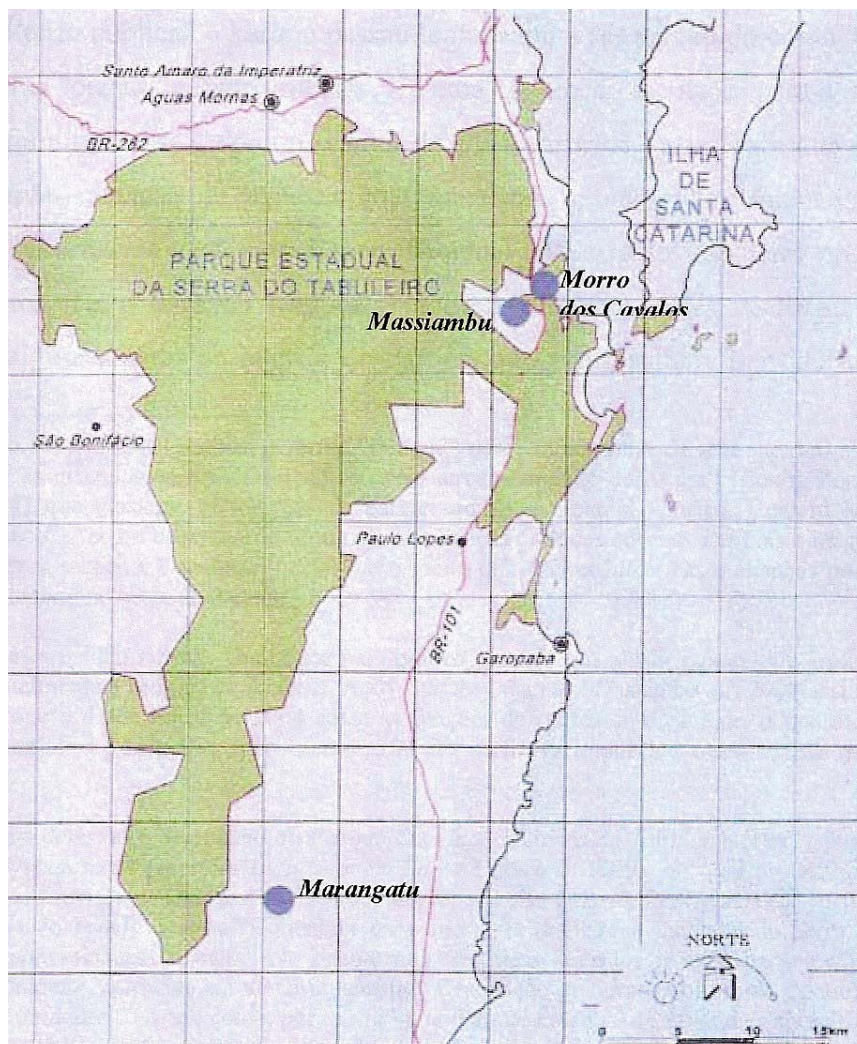 Santo Amaro da Imperatriz
Águas Mornas
BR-262
ILHA
DE
SANTA
CATARINA
PARQUE ESTADUAL
DA SERRA DO TABULEIRO
Morro
dos Cavalos
Massiambu
São Bonifácio
Paulo Lopes
BR-101
Garopaba
Marangatu
NORTE
0 5 10 15km